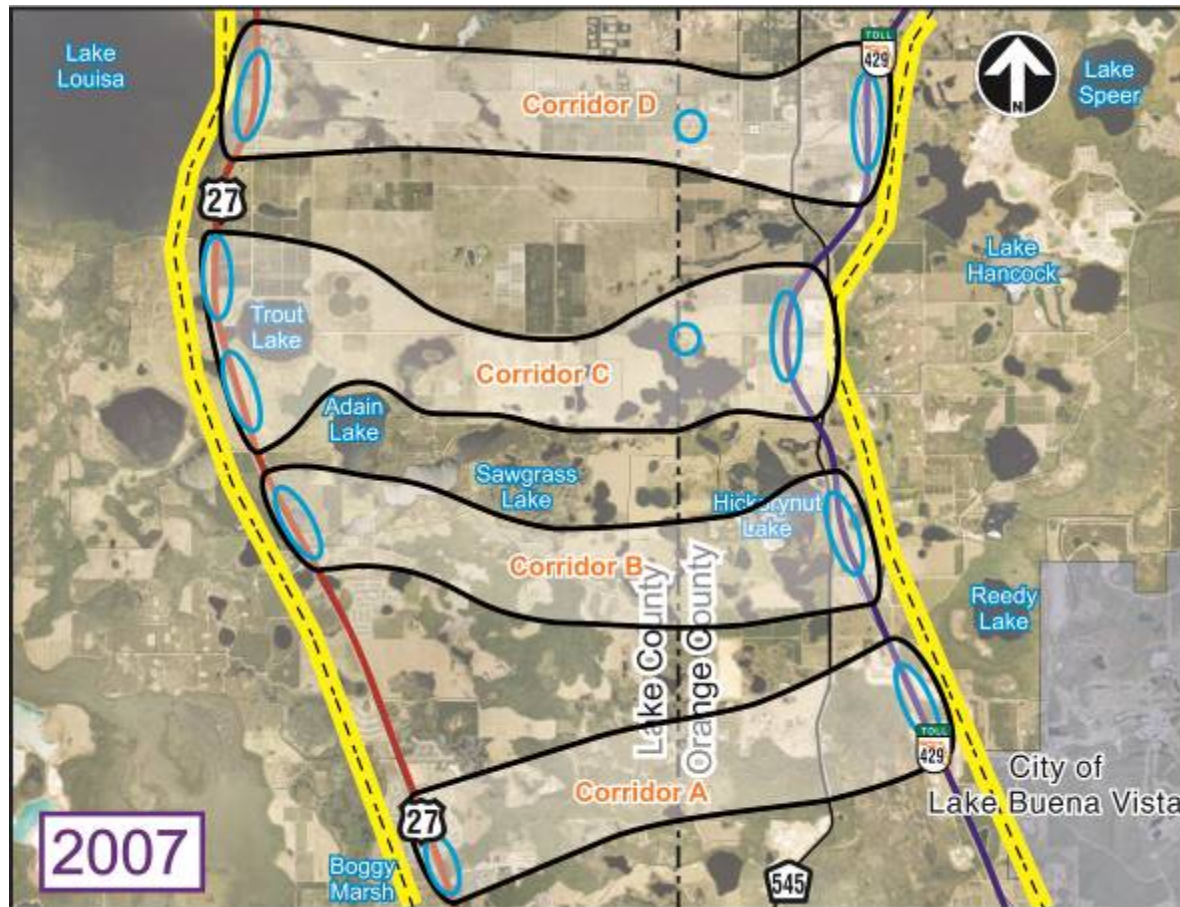 Lake
Louisa
TOLL
429
Lake
Speer
N
Corridor D
27
Lake
Hancock
Trout
Lake
Corridor C
Adain
Lake
Sawgrass
Lake
Hickorynut
Lake
Corridor B
Lake County
Orange County
Reedy
Lake
TOLL
429
City of
Lake Buena Vista
Corridor A
27
2007
Boggy
Marsh
545